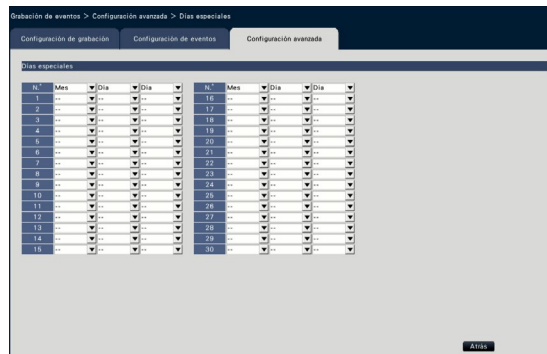 Grabación de eventos > Configuración avanzada > Días especiales
Configuración de grabación Configuración de eventos Configuración avanzada
Días especiales
N.° Mes Día Día N.° Mes Día Día
1 -- -- -- 16 -- -- --
2 -- -- -- 17 -- -- --
3 -- -- -- 18 -- -- --
4 -- -- -- 19 -- -- --
5 -- -- -- 20 -- -- --
6 -- -- -- 21 -- -- --
7 -- -- -- 22 -- -- --
8 -- -- -- 23 -- -- --
9 -- -- -- 24 -- -- --
10 -- -- -- 25 -- -- --
11 -- -- -- 26 -- -- --
12 -- -- -- 27 -- -- --
13 -- -- -- 28 -- -- --
14 -- -- -- 29 -- -- --
15 -- -- -- 30 -- -- --
Atrás